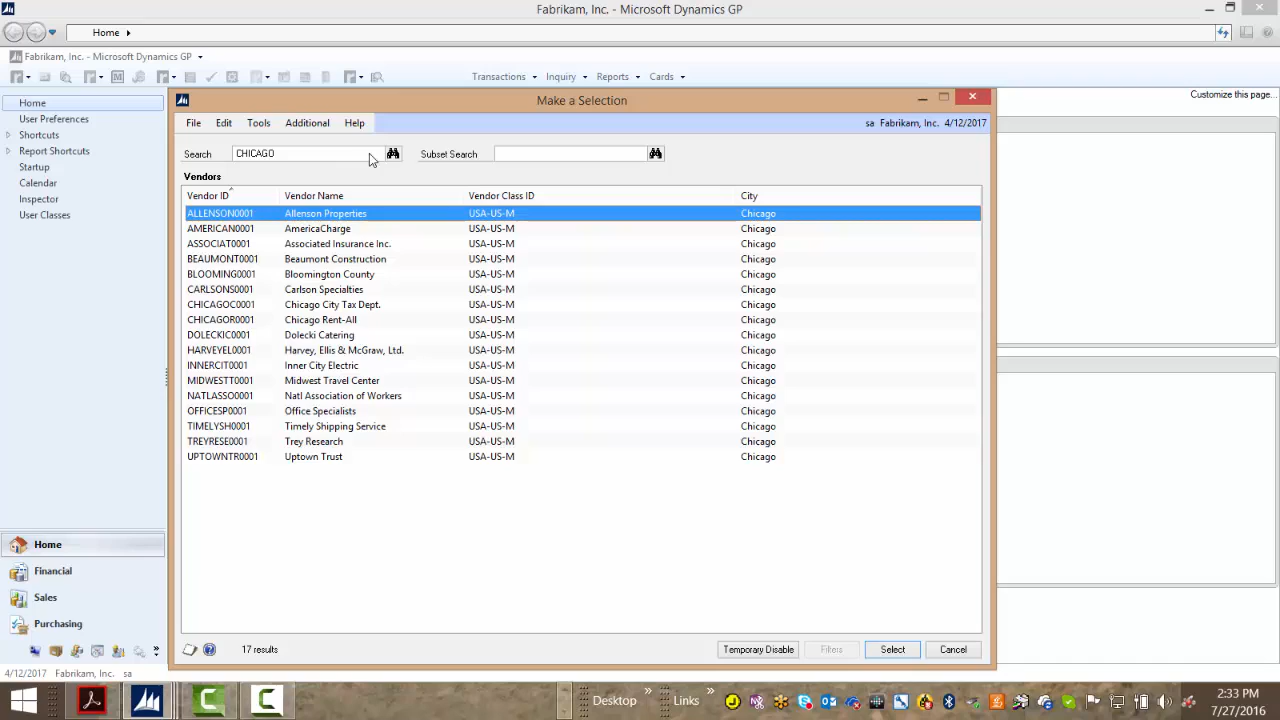 Fabrikam, Inc. - Microsoft Dynamics GP
Home
Fabrikam, Inc. - Microsoft Dynamics GP
Transactions Inquiry Reports Cards
Customize this page...
Home
User Preferences
Shortcuts
Report Shortcuts
Startup
Calendar
Inspector
User Classes
Make a Selection
File Edit Tools Additional Help
sa Fabrikam, Inc. 4/12/2017
Search CHICAGO Subset Search
Vendors
Vendor ID Vendor Name Vendor Class ID City
ALLENSON0001 Allenson Properties USA-US-M Chicago
AMERICAN0001 AmericaCharge USA-US-M Chicago
ASSOCIAT0001 Associated Insurance Inc. USA-US-M Chicago
BEAUMONT0001 Beaumont Construction USA-US-M Chicago
BLOOMING0001 Bloomington County USA-US-M Chicago
CARLSONS0001 Carlson Specialties USA-US-M Chicago
CHICAGOC0001 Chicago City Tax Dept. USA-US-M Chicago
CHICAGOR0001 Chicago Rent-All USA-US-M Chicago
DOLECKIC0001 Dolecki Catering USA-US-M Chicago
HARVEYEL0001 Harvey, Ellis & McGraw, Ltd. USA-US-M Chicago
INNERCIT0001 Inner City Electric USA-US-M Chicago
MIDWESTT0001 Midwest Travel Center USA-US-M Chicago
NATLASSO0001 Natl Association of Workers USA-US-M Chicago
OFFICESP0001 Office Specialists USA-US-M Chicago
TIMELYSH0001 Timely Shipping Service USA-US-M Chicago
TREYRESE0001 Trey Research USA-US-M Chicago
UPTOWNTR0001 Uptown Trust USA-US-M Chicago
17 results
Temporary Disable Filters Select Cancel
Home
Financial
Sales
Purchasing
4/12/2017 Fabrikam, Inc. sa
Desktop Links
2:33 PM
7/27/2016